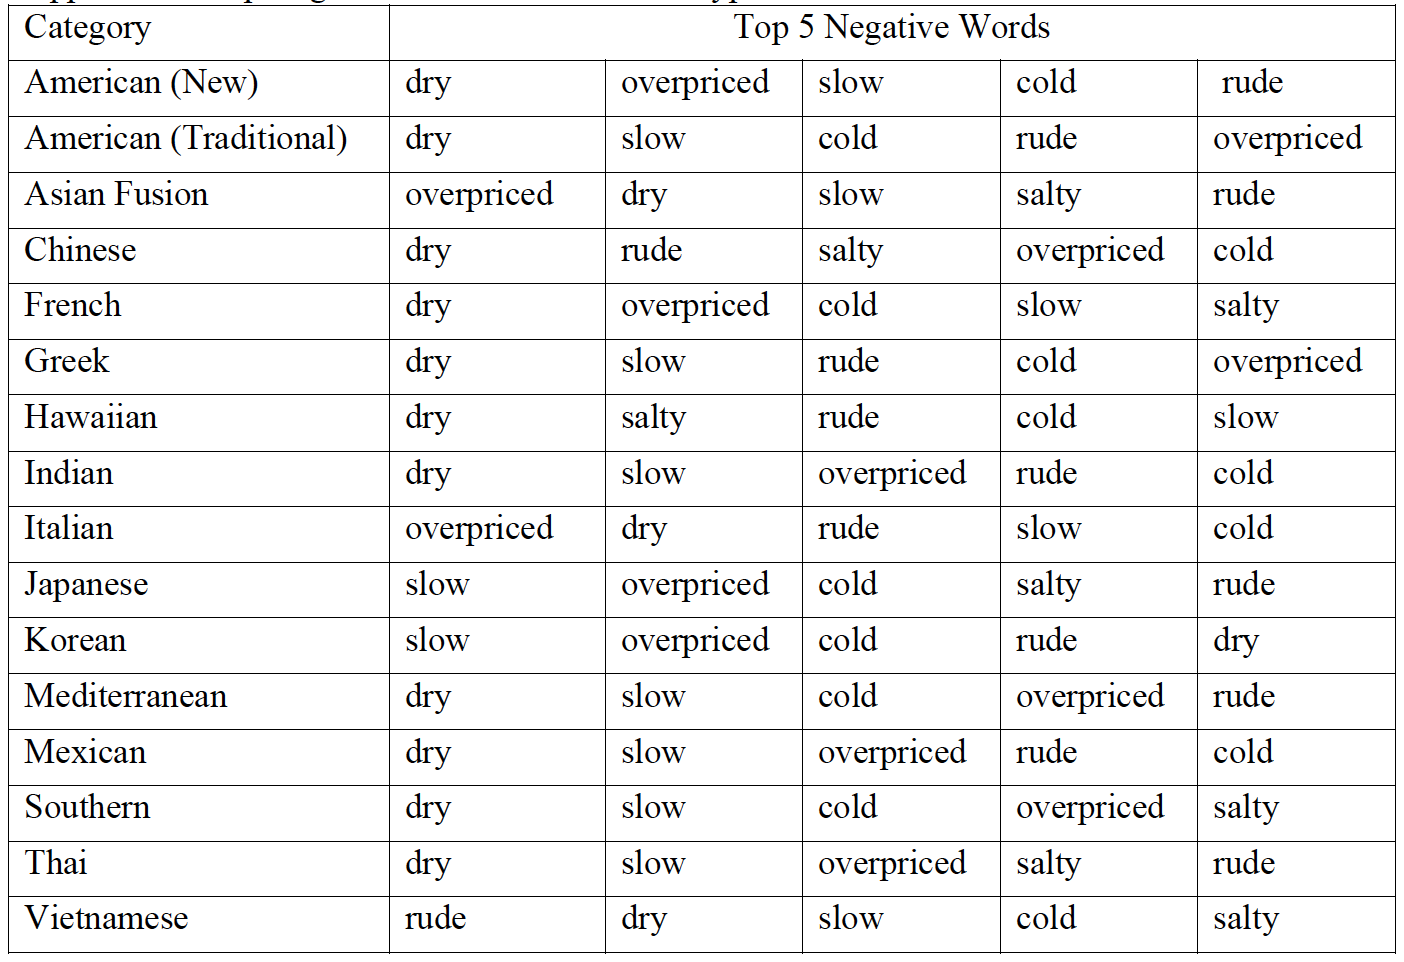 Category Top 5 Negative Words
American (New) dry overpriced slow cold rude
American (Traditional) dry slow cold rude overpriced
Asian Fusion overpriced dry slow salty rude
Chinese dry rude salty overpriced cold
French dry overpriced cold slow salty
Greek dry slow rude cold overpriced
Hawaiian dry salty rude cold slow
Indian dry slow overpriced rude cold
Italian overpriced dry rude slow cold
Japanese slow overpriced cold salty rude
Korean slow overpriced cold rude dry
Mediterranean dry slow cold overpriced rude
Mexican dry slow overpriced rude cold
Southern dry slow cold overpriced salty
Thai dry slow overpriced salty rude
Vietnamese rude dry slow cold salty